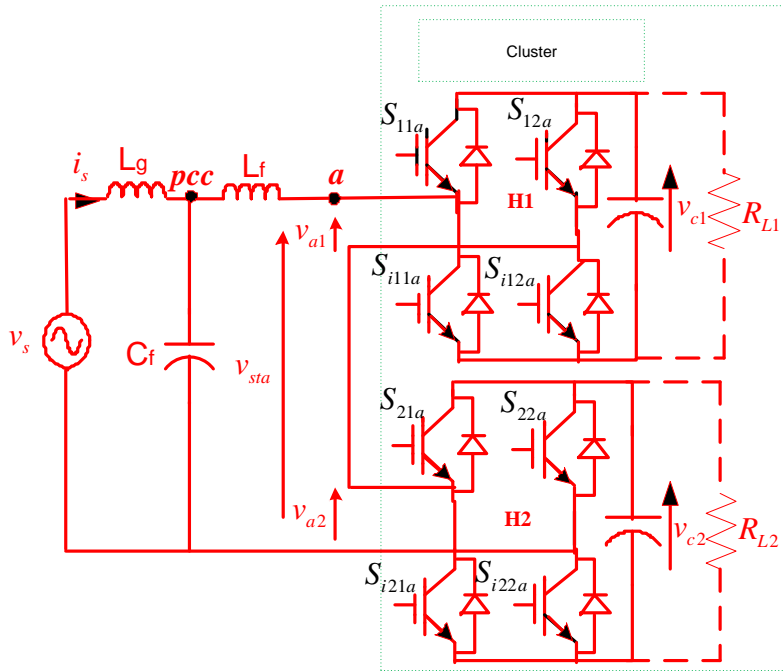 Cluster
S11a
S12a
is
Lg
pcc
Lf
a
H1
va1
vc1
RL1
Si11a
Si12a
vs
Cf
vsta
S21a
S22a
va2
H2
vc2
RL2
Si21a
Si22a